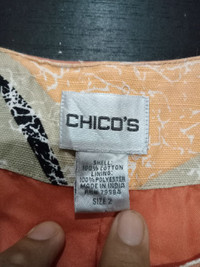 CHICO'S
SHELL:
100% COTTON
LINING:
100% POLYESTER
MADE IN INDIA
SIZE 2